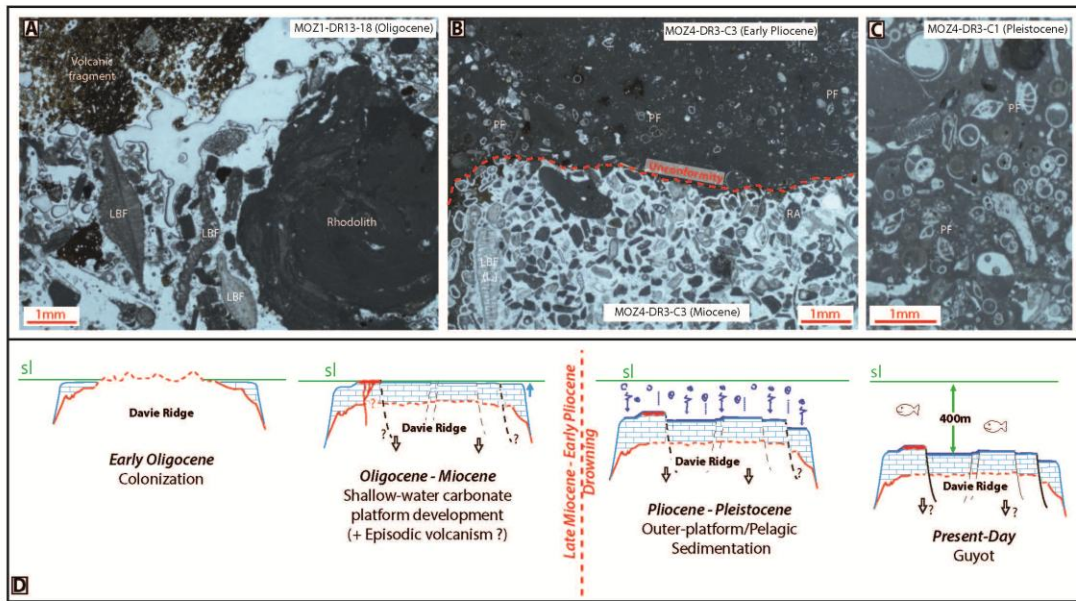 A
MOZ1-DR13-18 (Oligocene)
Volcanic
fragment
LBF
LBF
LBF
Rhodolith
1mm
B
MOZ4-DR3-C3 (Early Pliocene)
PF
PF
PF
Unconformity
RA
LBF
(L.)
MOZ4-DR3-C3 (Miocene)
1mm
1mm
C
MOZ4-DR3-C1 (Pleistocene)
PF
PF
1mm
sl
Davie Ridge
Early Oligocene
Colonization
sl
?
Davie Ridge
?
?
Oligocene - Miocene
Shallow-water carbonate
platform development
(+ Episodic volcanism ?)
Late Miocene - Early Pliocene
Drowning
sl
Davie Ridge
?
Pliocene - Pleistocene
Outer-platform/Pelagic
Sedimentation
sl
400m
Davie Ridge
?
?
Present-Day
Guyot
D